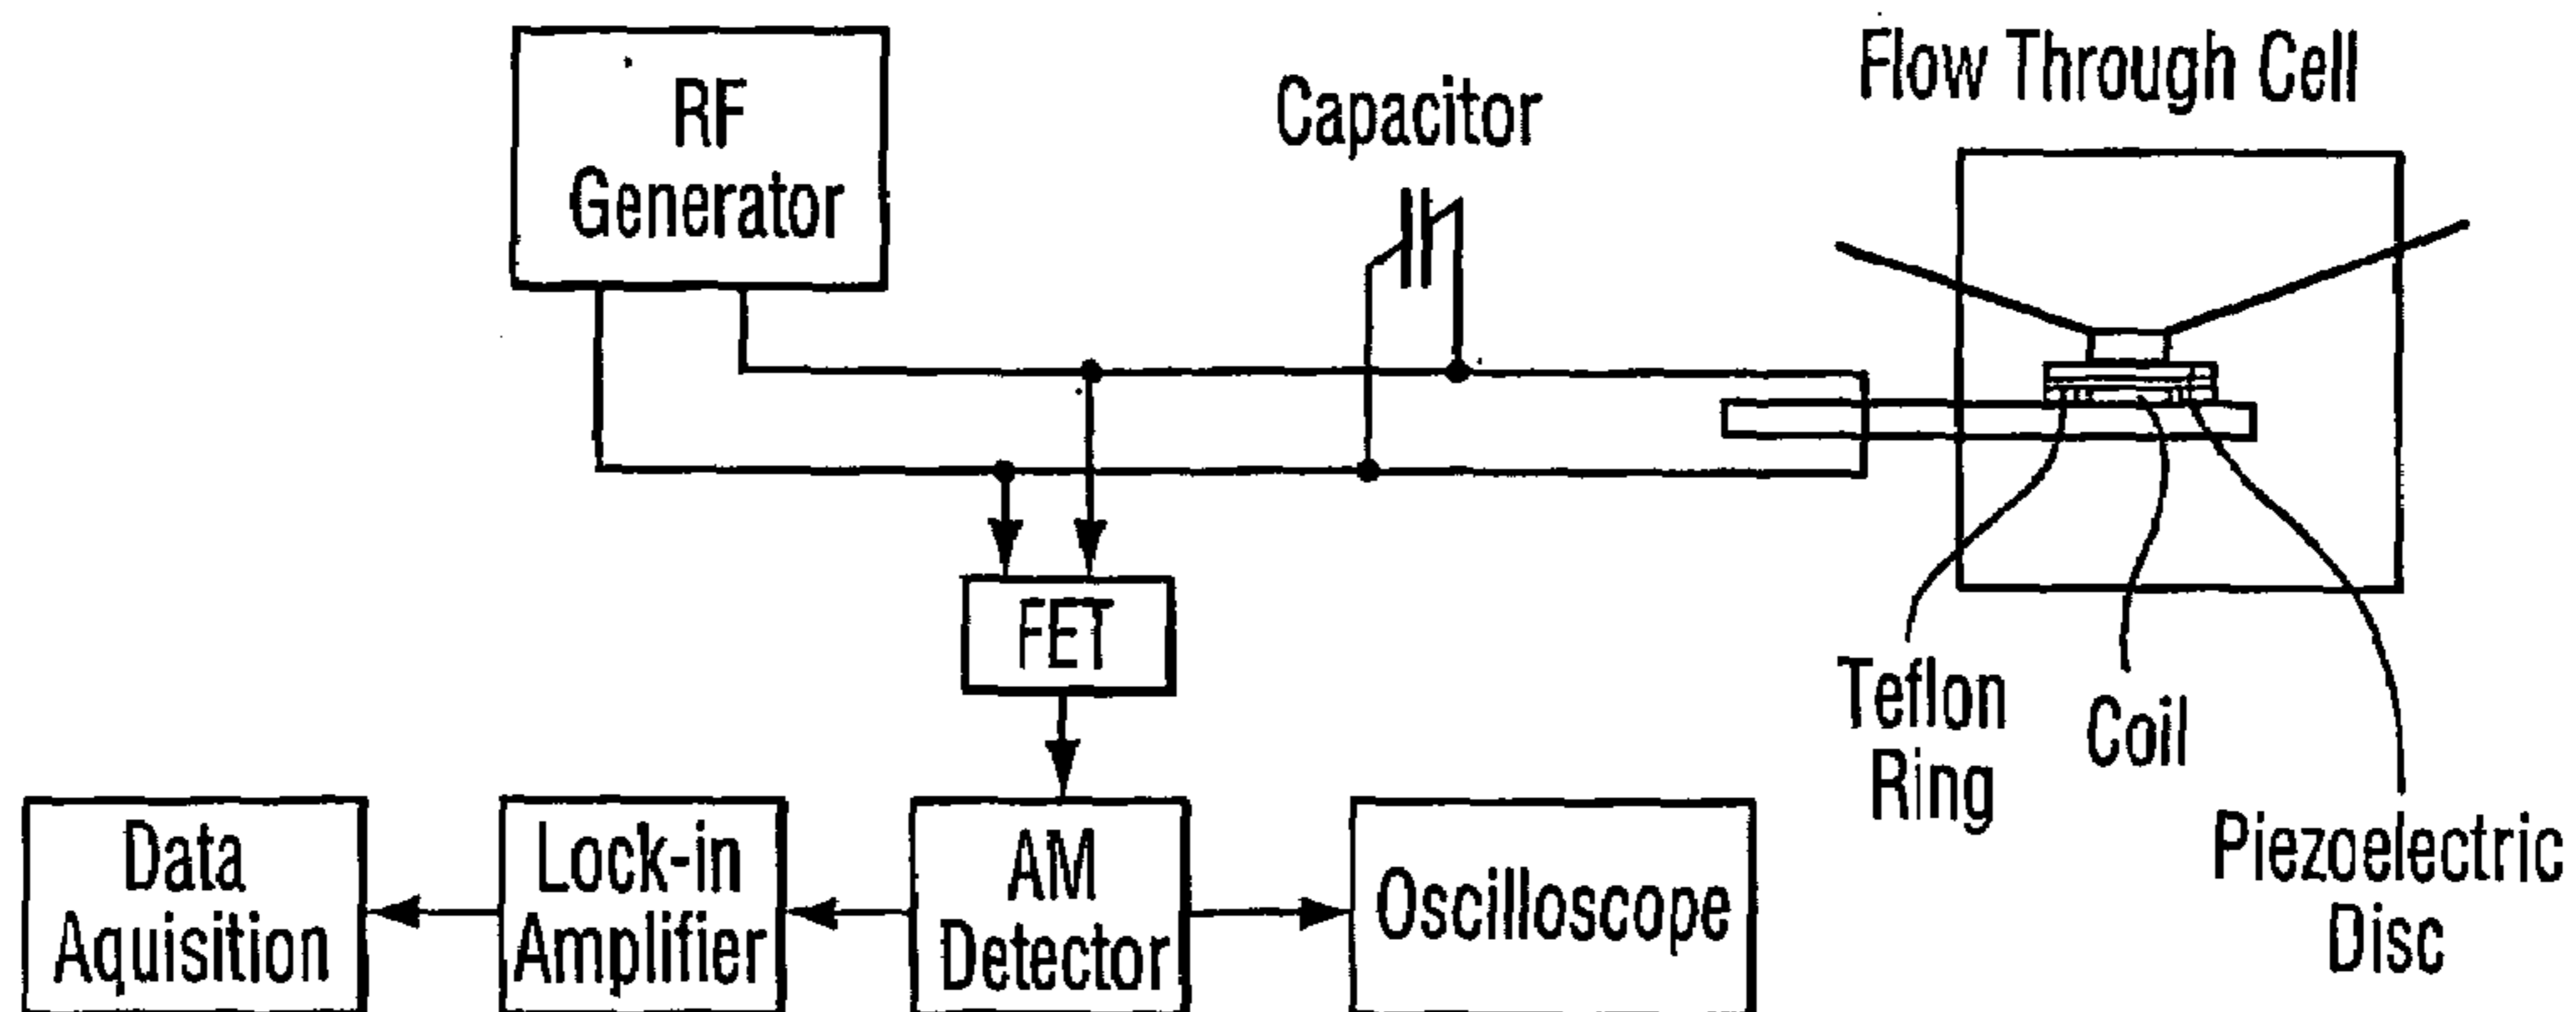 RF
Generator
Capacitor
Flow Through Cell
FET
Teflon
Ring
Coil
Piezoelectric
Disc
Data
Aquisition
Lock-in
Amplifier
AM
Detector
Oscilloscope